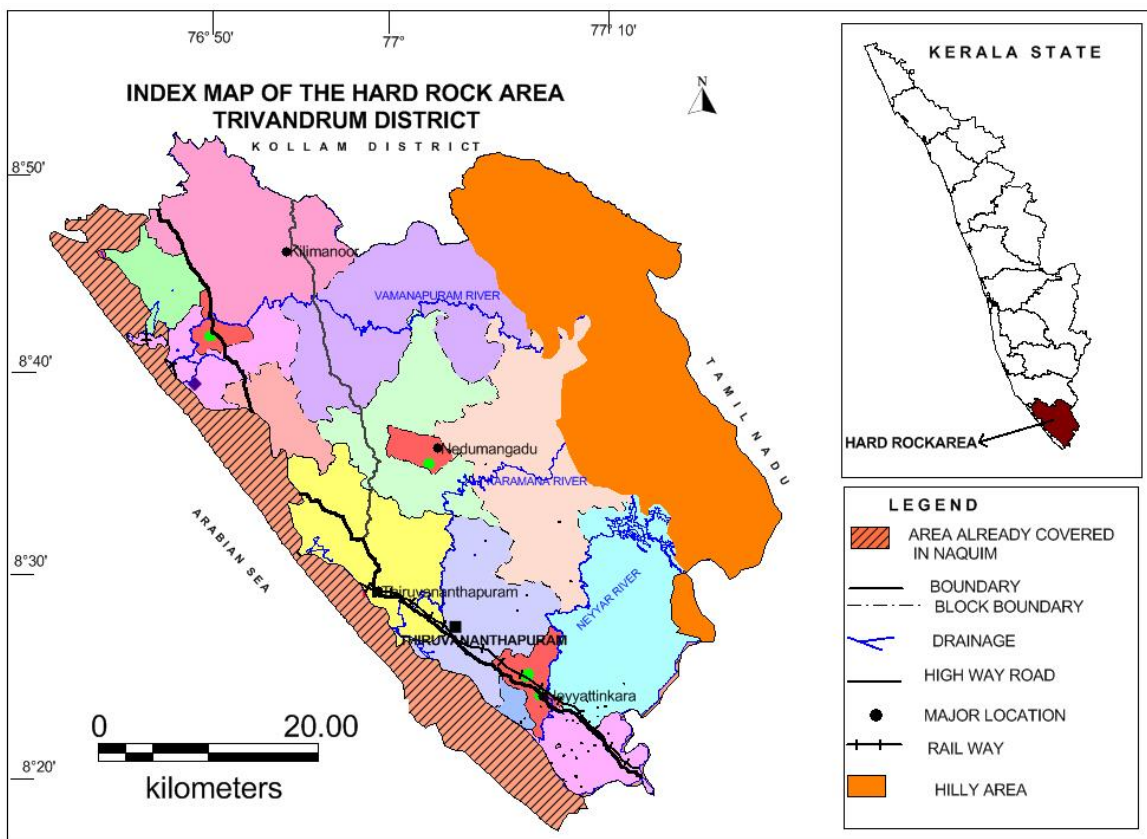 76°50'
77°
77°10'
INDEX MAP OF THE HARD ROCK AREA
TRIVANDRUM DISTRICT
KOLLAM DISTRICT
N
8°50'
8°40'
8°30'
8°20'
Kilimanoor
VAMANAPURAM RIVER
Nedumangadu
KARAMANA RIVER
TAMIL NADU
ARABIAN SEA
NEYYAR RIVER
Thiruvananthapuram
THIRUVANANTHAPURAM
Neyyattinkara
0 20.00
kilometers
KERALA STATE
HARD ROCKAREA
LEGEND
AREA ALREADY COVERED
IN NAQUIM
BOUNDARY
BLOCK BOUNDARY
DRAINAGE
HIGH WAY ROAD
MAJOR LOCATION
RAIL WAY
HILLY AREA